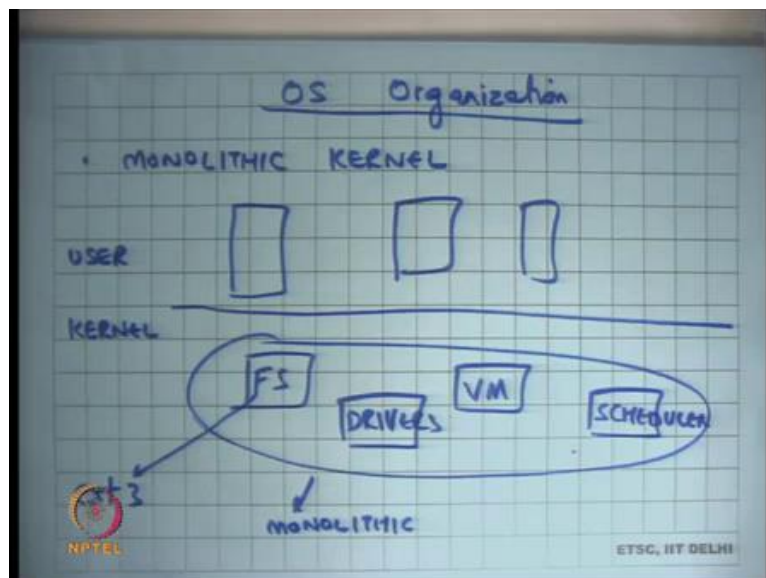 OS Organization
• MONOLITHIC KERNEL
USER
KERNEL
FS
DRIVERS
VM
SCHEDULER
MONOLITHIC
NPTEL
ETSC, IIT DELHI